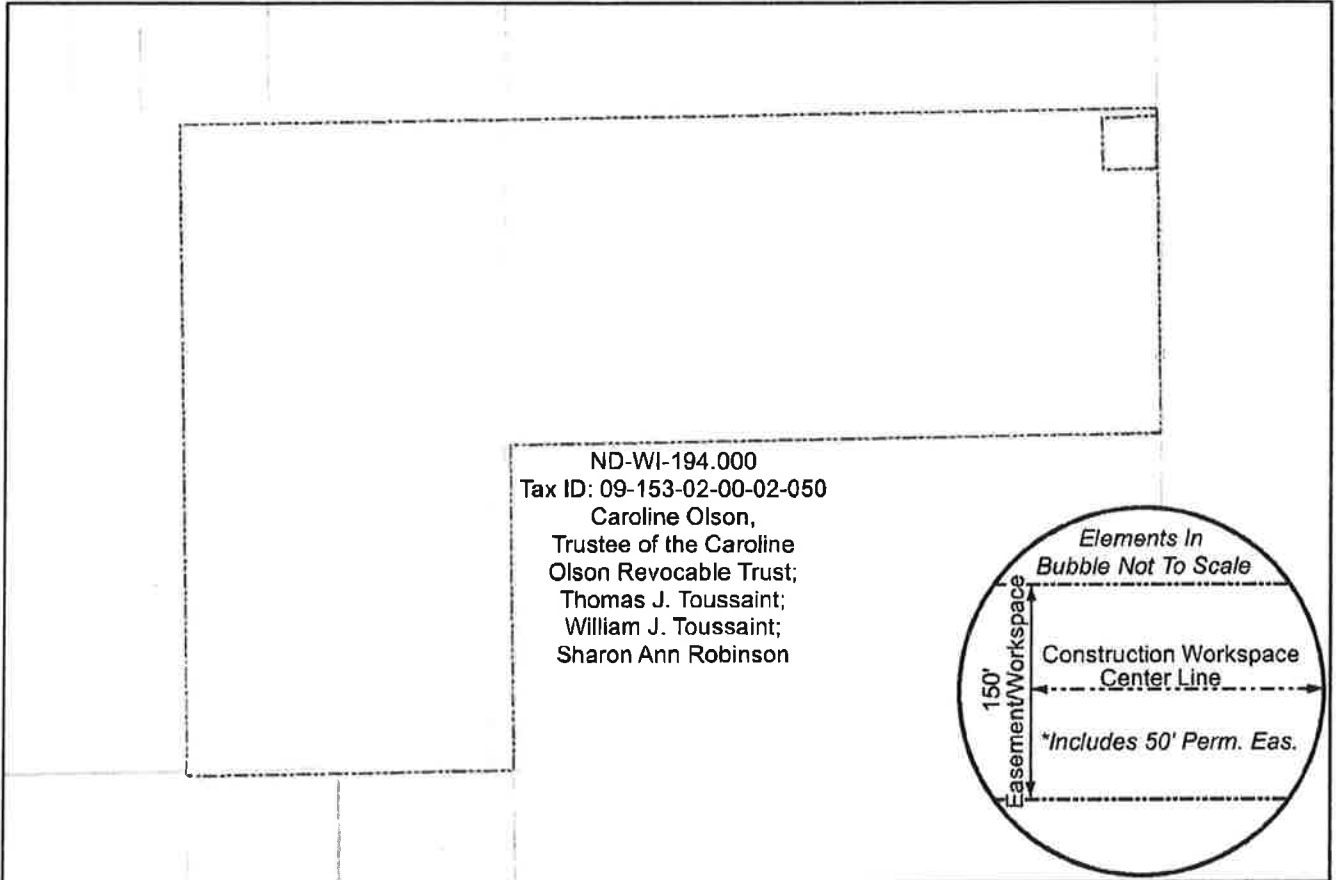 ND-WI-194.000
Tax ID: 09-153-02-00-02-050
Caroline Olson,
Trustee of the Caroline
Olson Revocable Trust;
Thomas J. Toussaint;
William J. Toussaint;
Sharon Ann Robinson
Elements In
Bubble Not To Scale
150'
Easement/Workspace
Construction Workspace
Center Line
*Includes 50' Perm. Eas.